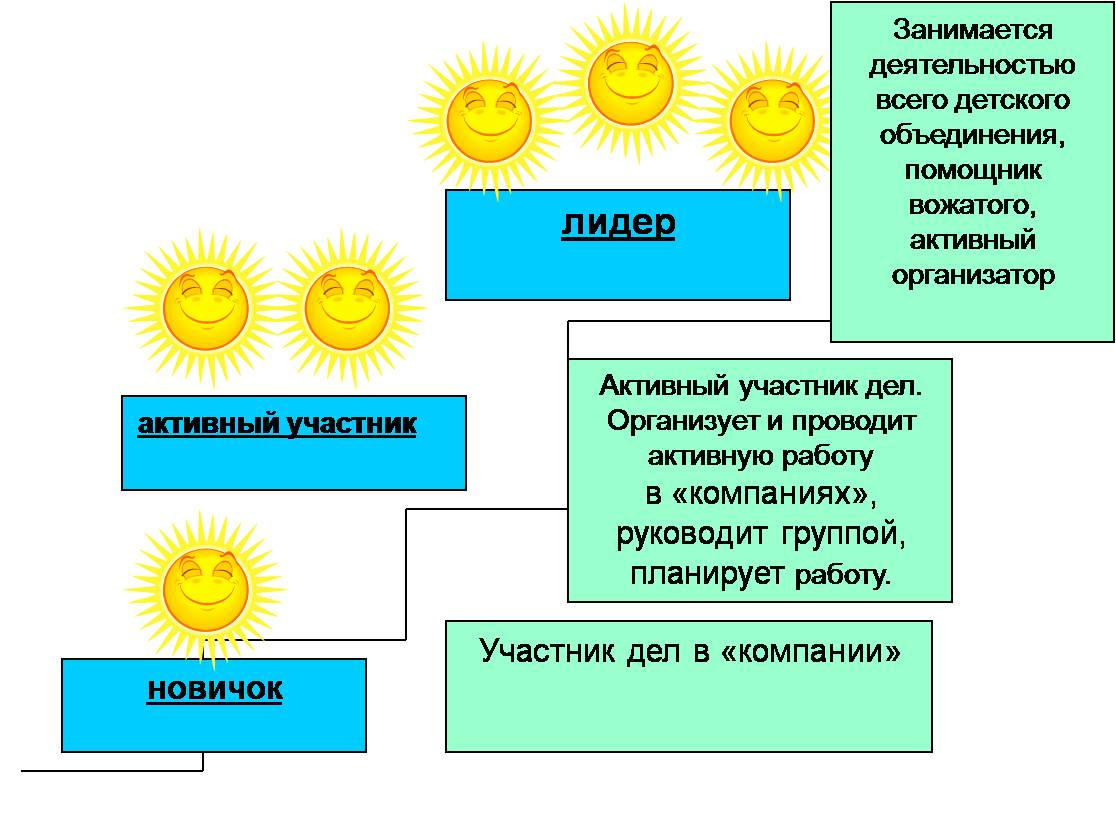 Занимается
деятельностью
всего детского
объединения,
помощник
вожатого,
активный
организатор
лидер
Активный участник дел.
Организует и проводит
активную работу
в «компаниях»,
руководит группой,
планирует работу.
активный участник
Участник дел в «компании»
новичок